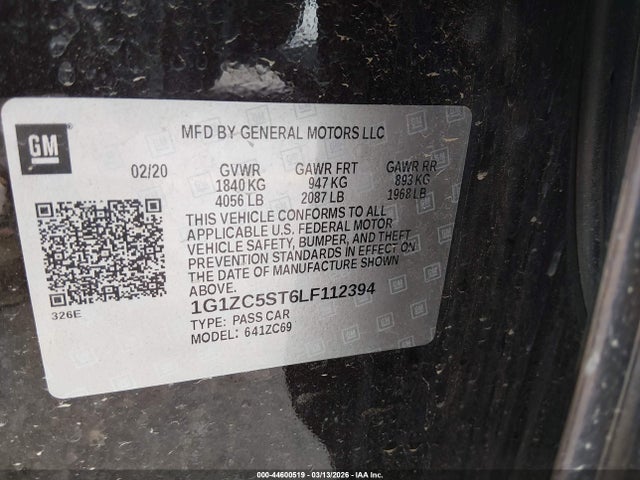 GM
MFD BY GENERAL MOTORS LLC
02/20 GVWR GAWR FRT GAWR RR
1840 KG 947 KG 893 KG
4056 LB 2087 LB 1968 LB
THIS VEHICLE CONFORMS TO ALL
APPLICABLE U.S. FEDERAL MOTOR
VEHICLE SAFETY, BUMPER, AND THEFT
PREVENTION STANDARDS IN EFFECT ON
THE DATE OF MANUFACTURE SHOWN
ABOVE.
326E
1G1ZC5ST6LF112394
TYPE: PASS CAR
MODEL: 641ZC69
000-44600519 | 03/13/2026 | IAA Inc.